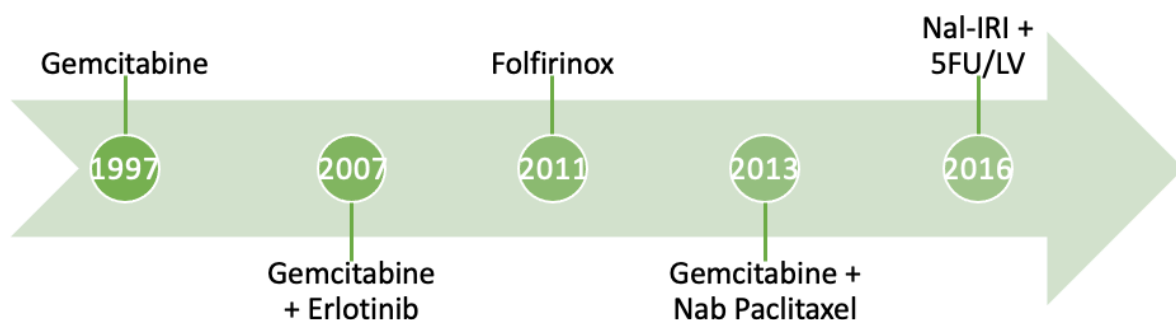 Gemcitabine
Folfirinox
Nal-IRI +
5FU/LV
1997
2007
2011
2013
2016
Gemcitabine
+ Erlotinib
Gemcitabine +
Nab Paclitaxel